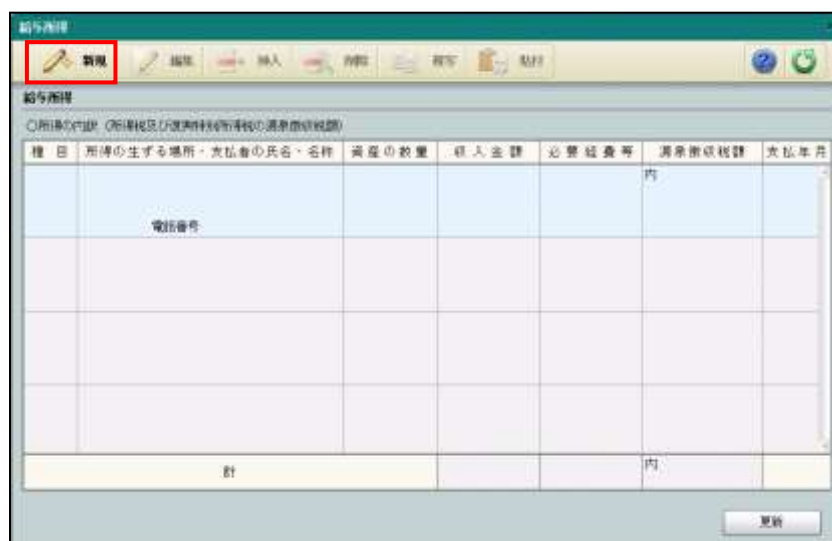 給与所得
新規 編集 挿入 削除 複写 貼付
給与所得
○所得の内訳（所得税及び復興特別所得税の源泉徴収税額）
種目 所得の生ずる場所・支払者の氏名・名称 資産の数量 収入金額 必要経費等 源泉徴収税額 支払年月
内
電話番号
計 内
更新